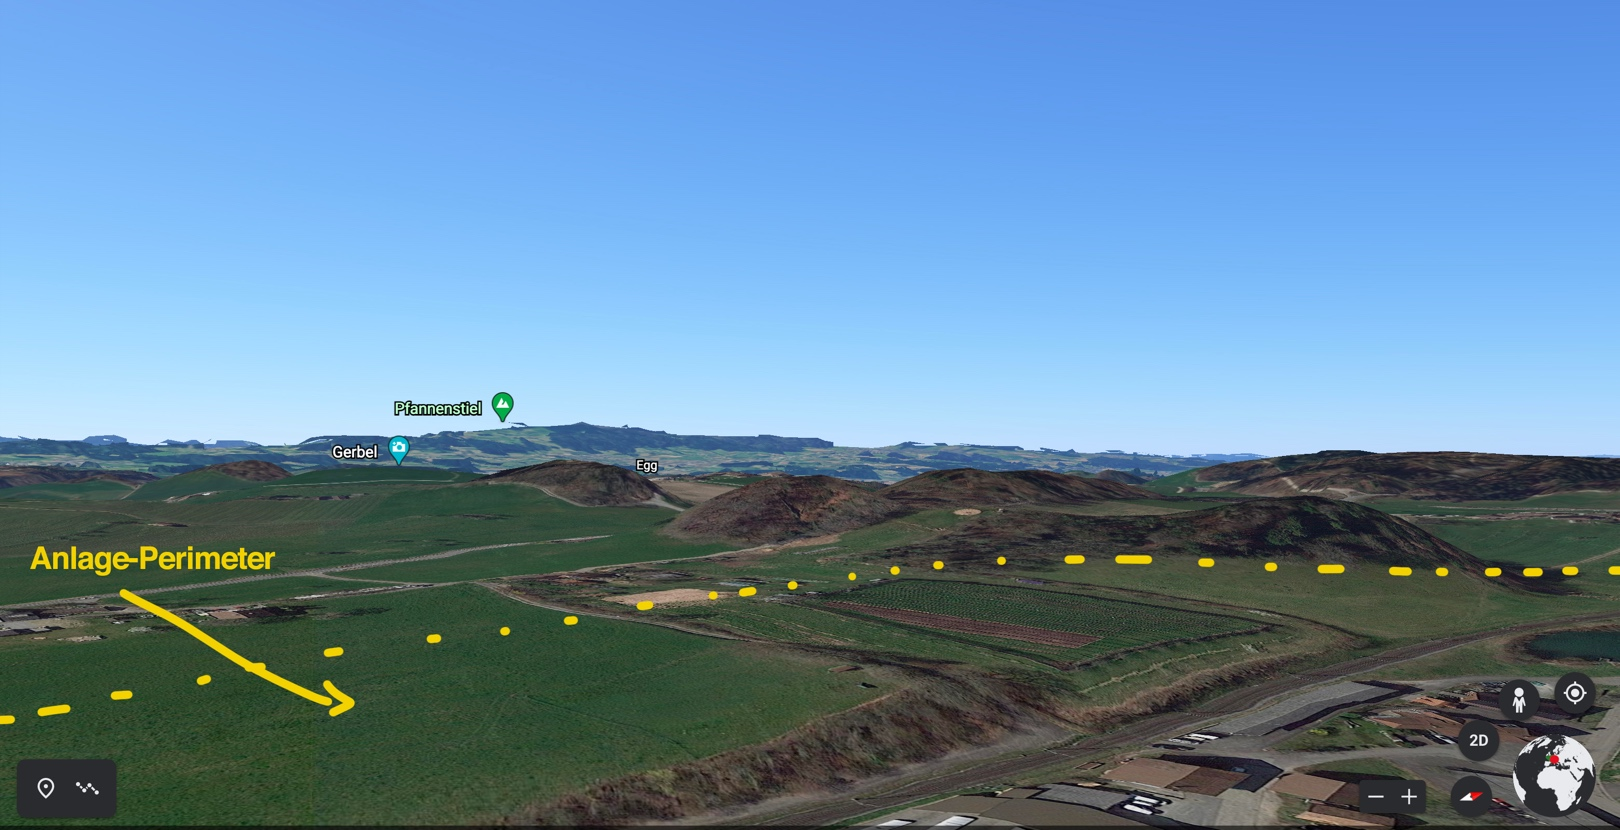 Pfannenstiel
Gerbel
Egg
Anlage-Perimeter
2D